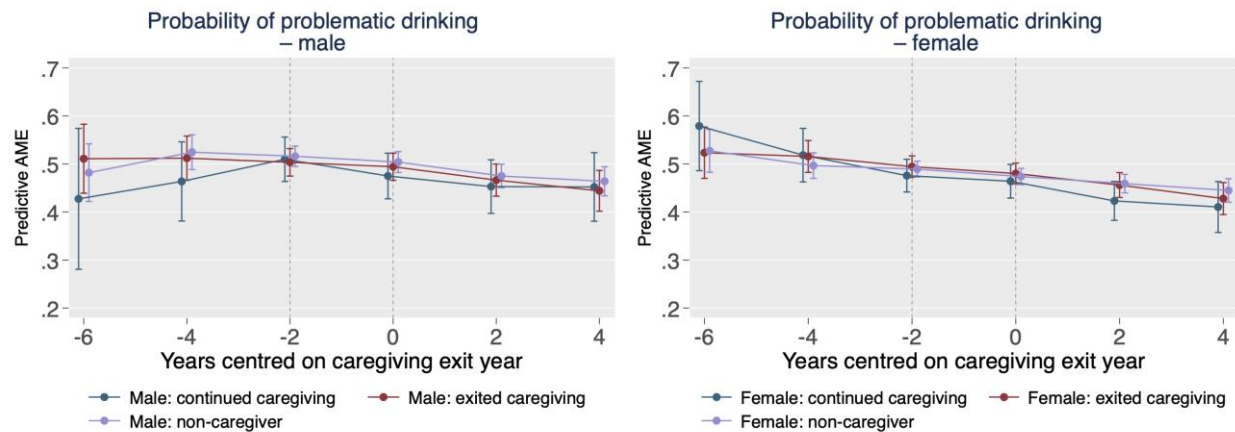 Probability of problematic drinking
– male
Predictive AME
.7
.6
.5
.4
.3
.2
-6 -4 -2 0 2 4
Years centred on caregiving exit year
Male: continued caregiving Male: exited caregiving
Male: non-caregiver
Probability of problematic drinking
– female
Predictive AME
.7
.6
.5
.4
.3
.2
-6 -4 -2 0 2 4
Years centred on caregiving exit year
Female: continued caregiving Female: exited caregiving
Female: non-caregiver